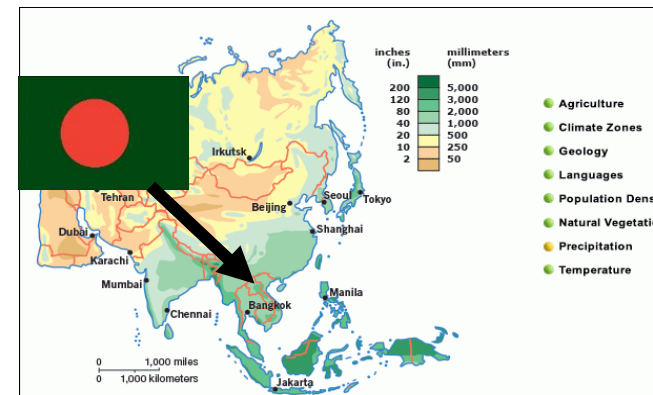 inches millimeters
(in.) (mm)
200 5,000
120 3,000
80 2,000
40 1,000
20 500
10 250
2 50
Agriculture
Climate Zones
Geology
Languages
Population Dens
Natural Vegetati
Precipitation
Temperature
Irkutsk
Tehran
Beijing
Seoul
Tokyo
Dubai
Shanghai
Karachi
Mumbai
Manila
Bangkok
Chennai
0 1,000 miles
0 1,000 kilometers
Jakarta